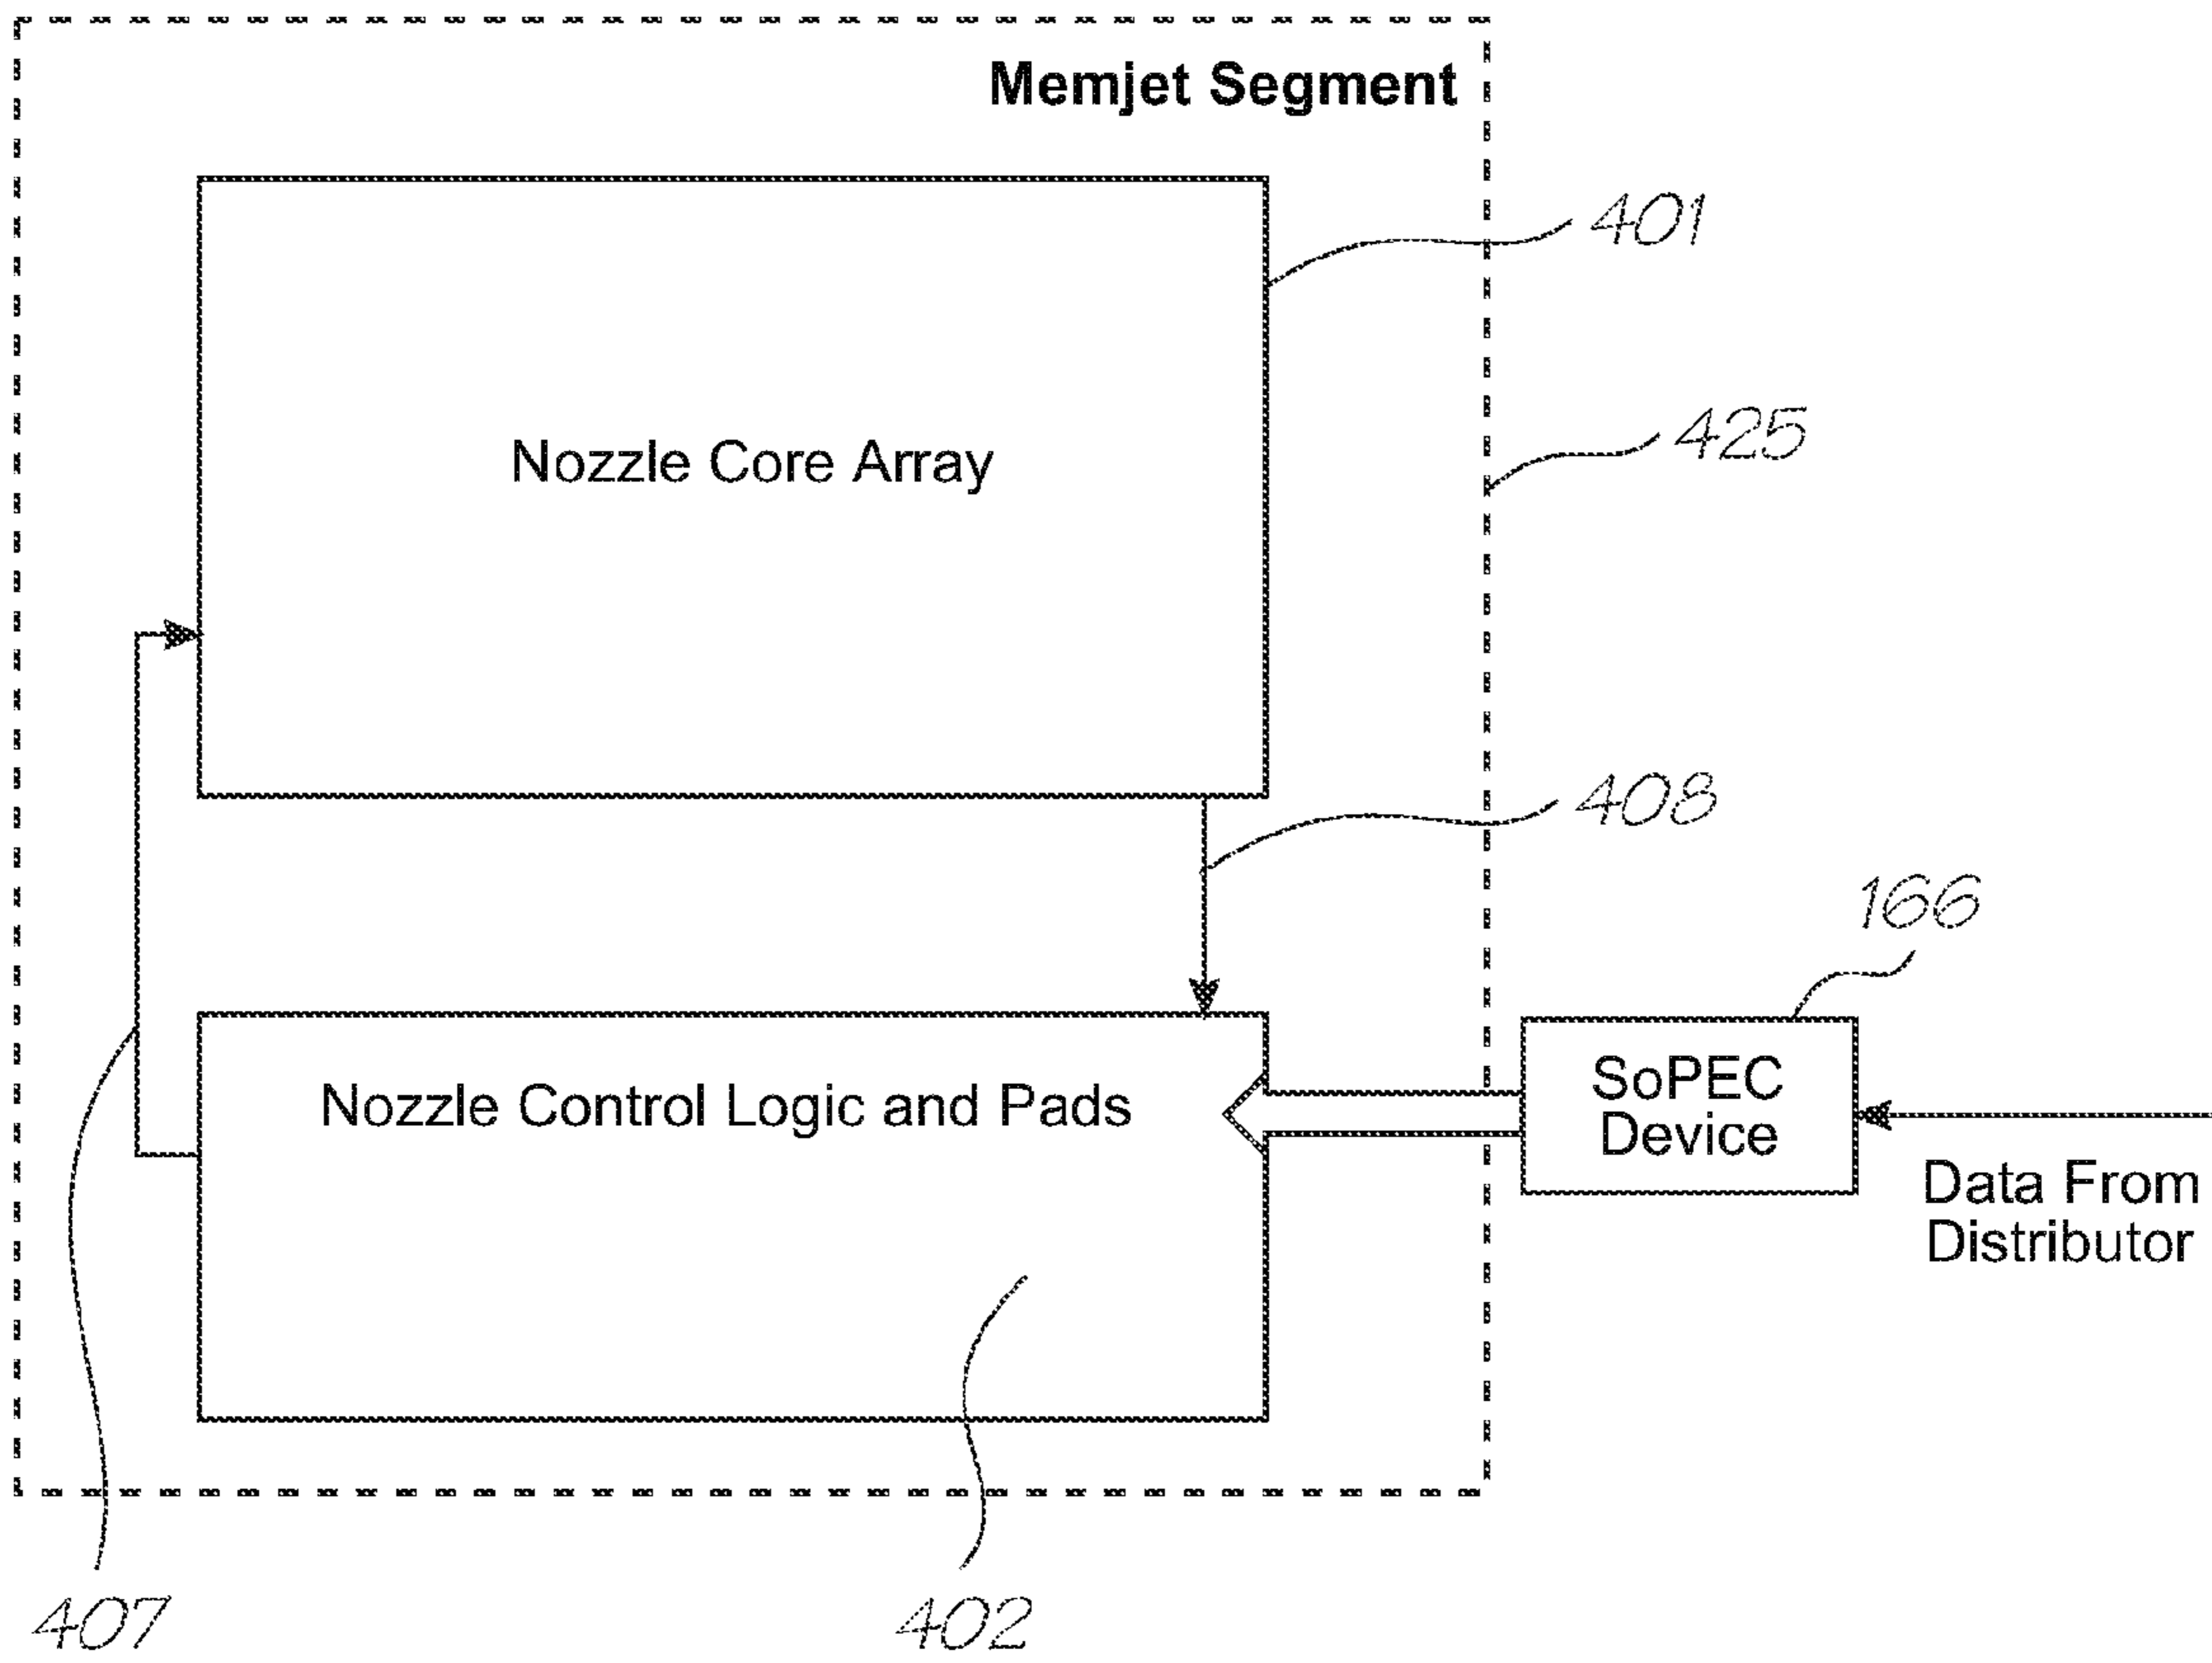 Memjet Segment
401
Nozzle Core Array
425
408
166
SoPEC
Device
Nozzle Control Logic and Pads
Data From
Distributor
407
402